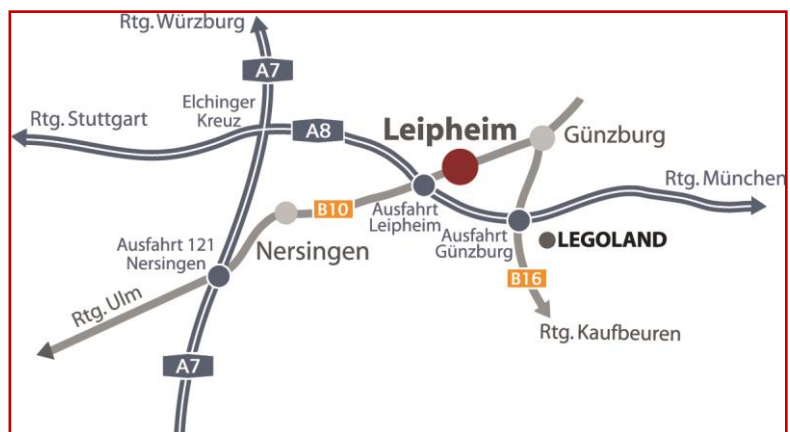 Rtg. Würzburg
A7
Elchinger
Kreuz
Rtg. Stuttgart
A8
Leipheim
Günzburg
Rtg. München
B10
Ausfahrt
Leipheim
Ausfahrt
Günzburg
LEGOLAND
Ausfahrt 121
Nersingen
Nersingen
B16
Rtg. Ulm
Rtg. Kaufbeuren
A7